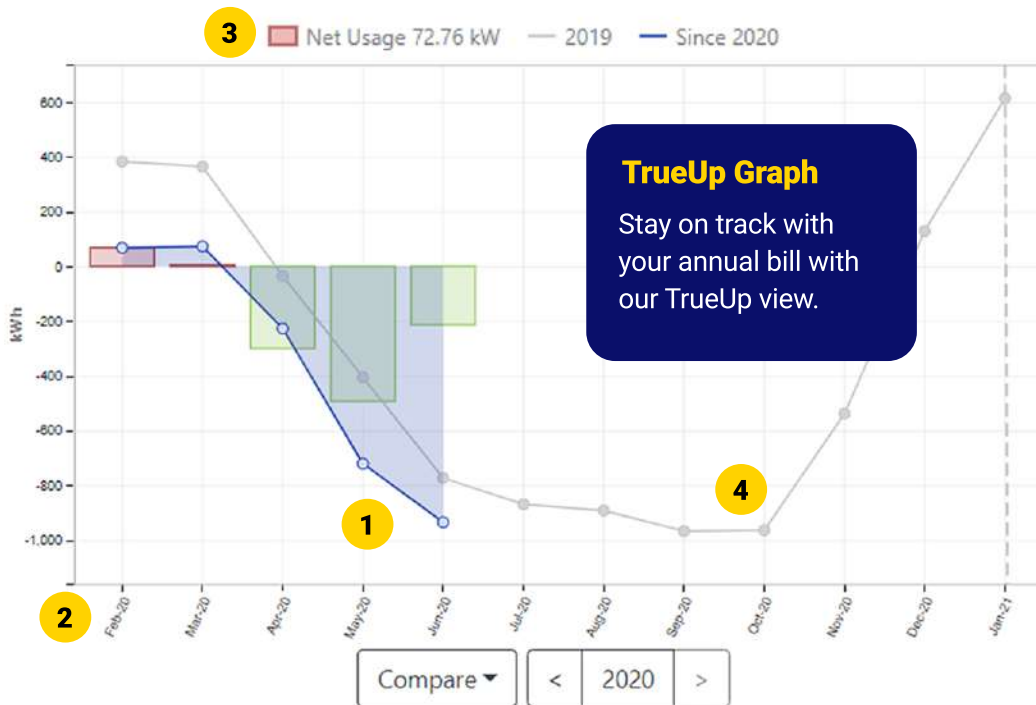 3
Net Usage 72.76 kW
2019
Since 2020
600
400
200
0
-200
-400
-600
-800
-1,000
kWh
TrueUp Graph
Stay on track with
your annual bill with
our TrueUp view.
1
4
2
Feb-20
Mar-20
Apr-20
May-20
Jun-20
Jul-20
Aug-20
Sep-20
Oct-20
Nov-20
Dec-20
Jan-21
Compare
<
2020
>